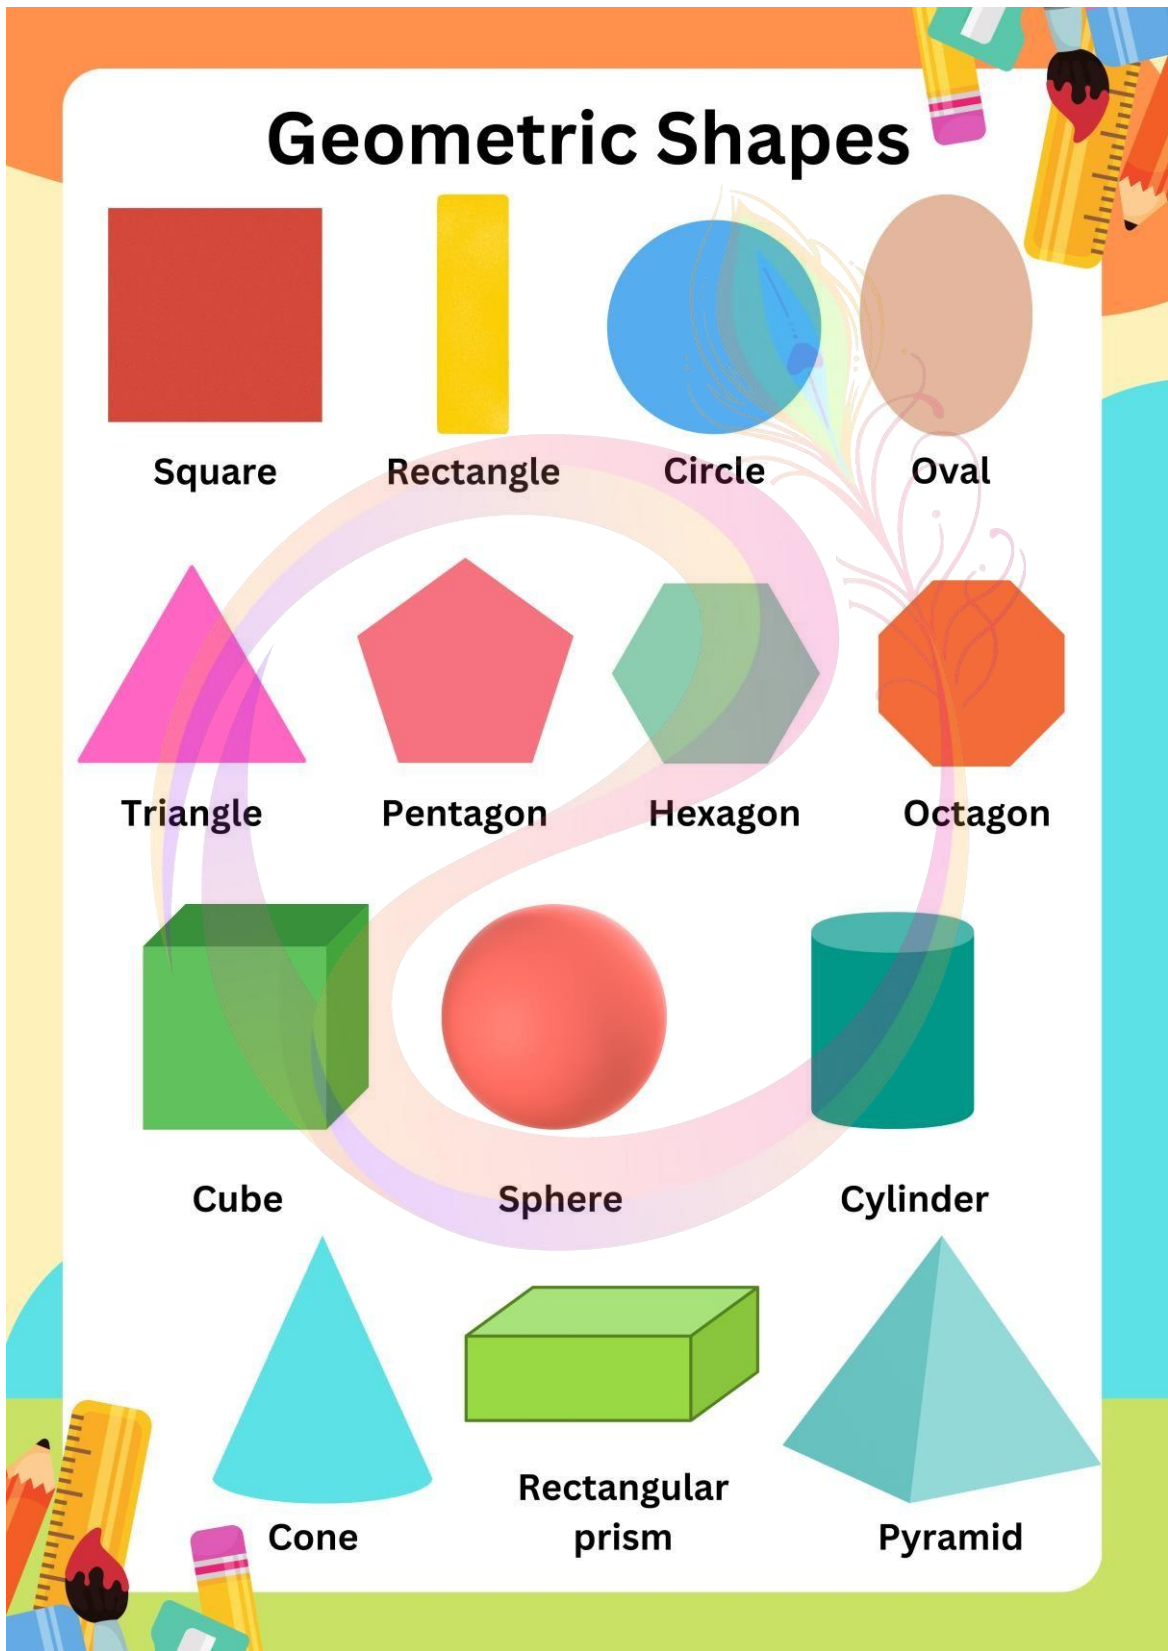 Geometric Shapes
Square
Rectangle
Circle
Oval
Triangle
Pentagon
Hexagon
Octagon
Cube
Sphere
Cylinder
Cone
Rectangular
prism
Pyramid